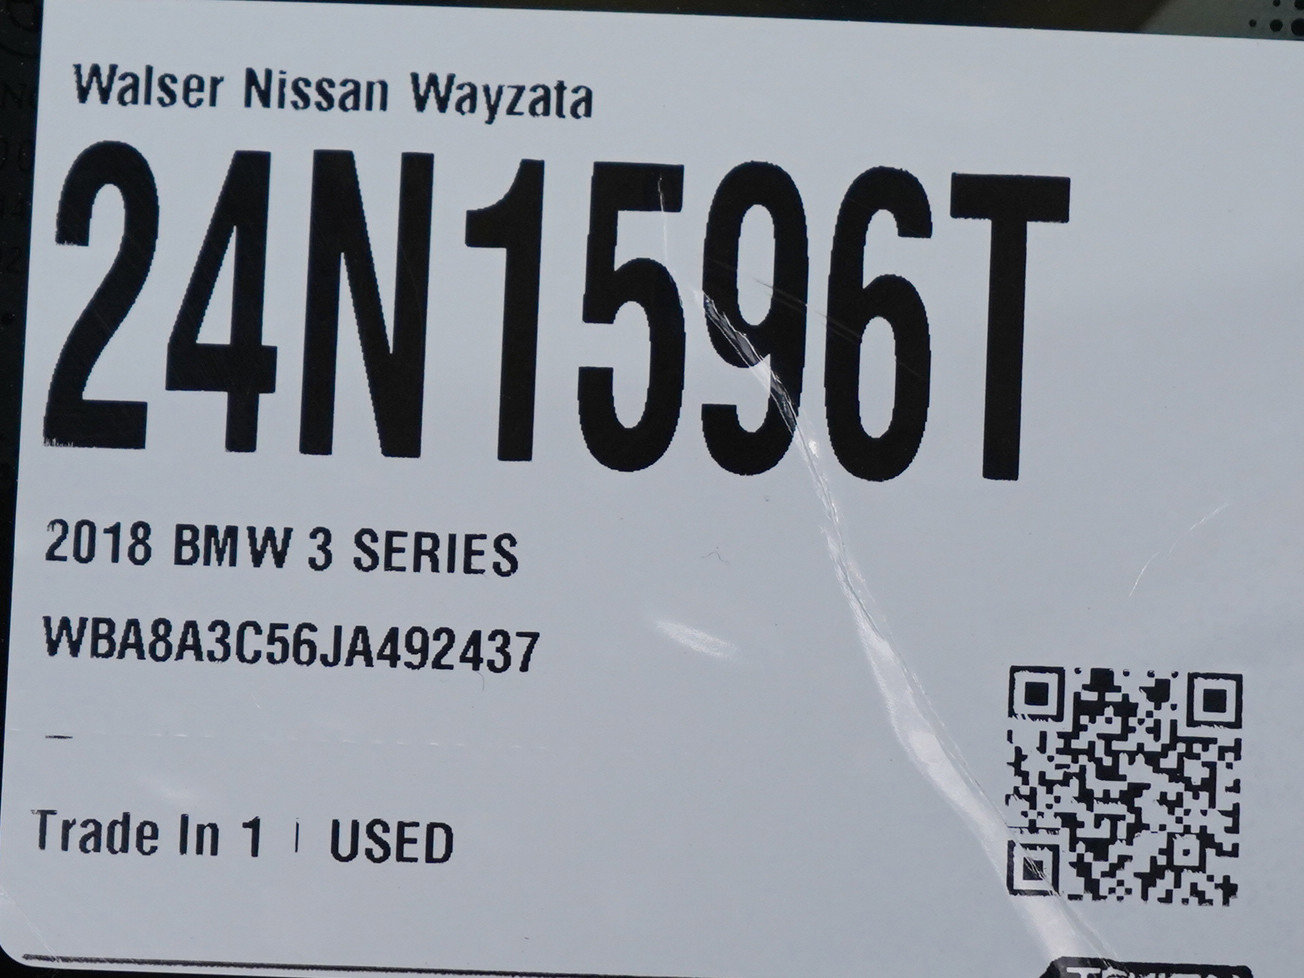 Walser Nissan Wayzata
24N1596T
2018 BMW 3 SERIES
WBA8A3C56JA492437
–
Trade In 1 | USED